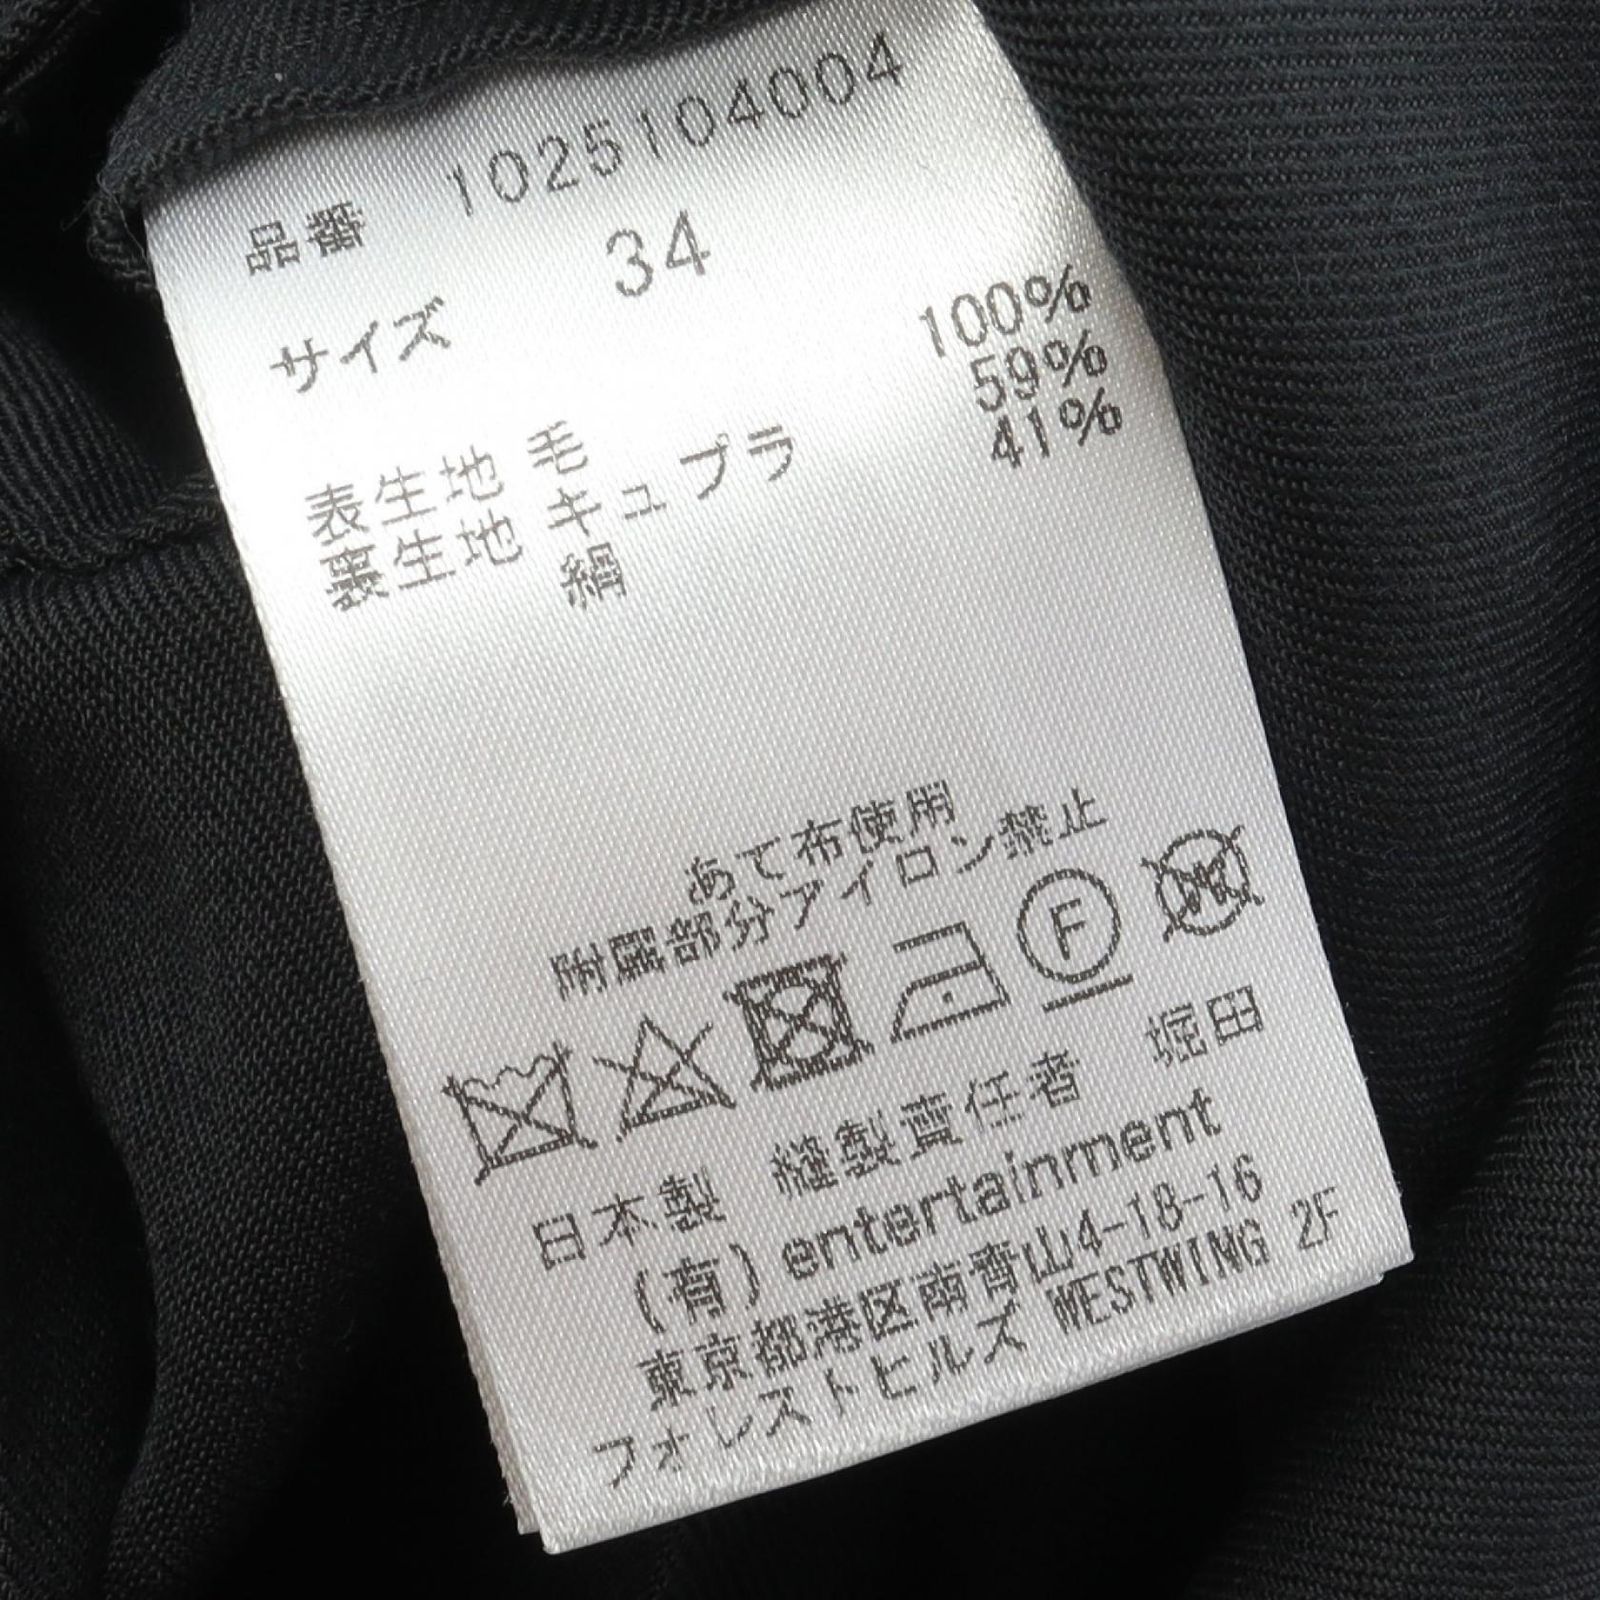 品番 1025104004
サイズ 34
表生地 毛 100%
裏生地 キュプラ 59%
絹 41%
あて布使用
附属部分アイロン禁止
F
W
日本製 縫製責任者 堀田
(有) entertainment
東京都港区南青山4-18-16
フォレストヒルズ WESTWING 2F